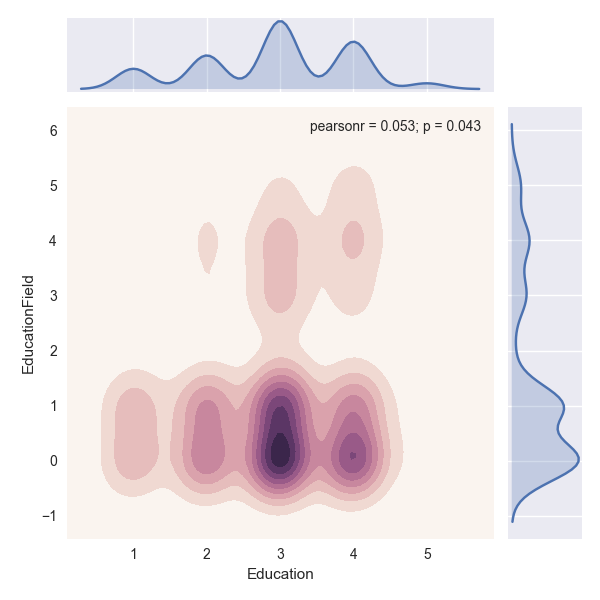 pearsonr = 0.053; p = 0.043
6
5
4
3
2
1
0
−1
EducationField
1 2 3 4 5
Education